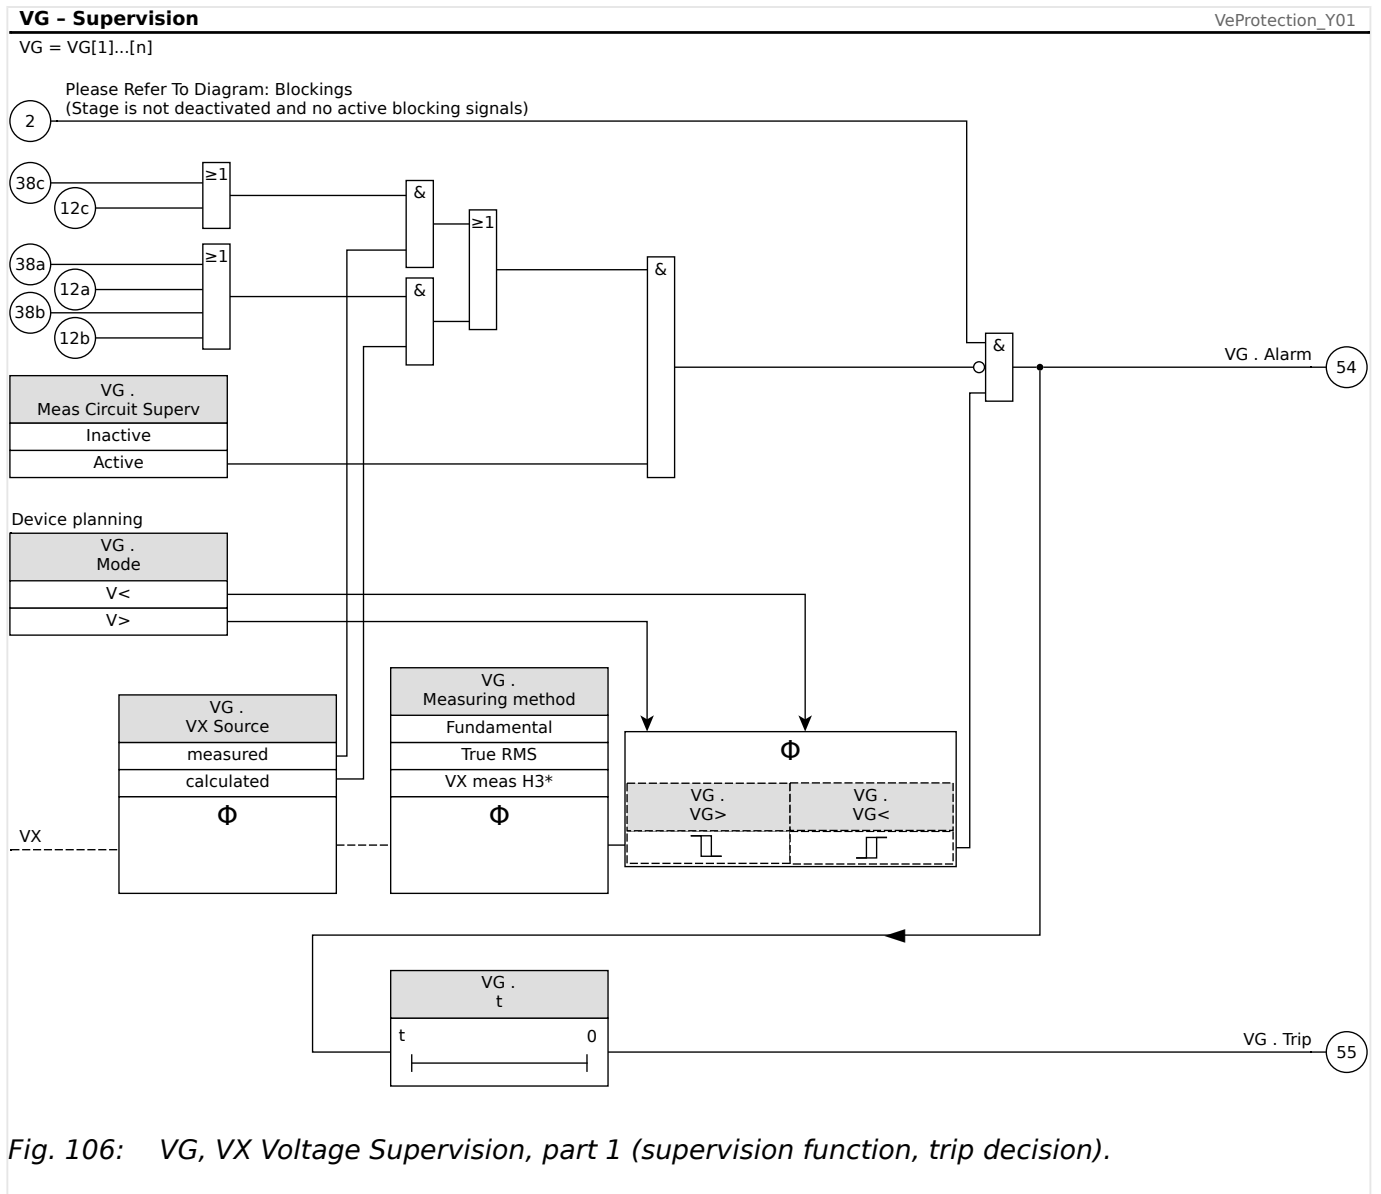 VG – Supervision
VeProtection_Y01
VG = VG[1]...[n]
Please Refer To Diagram: Blockings
(Stage is not deactivated and no active blocking signals)
2
38c
12c
≥1
&
≥1
38a
12a
38b
12b
≥1
&
&
&
VG . Alarm
54
VG .
Meas Circuit Superv
Inactive
Active
Device planning
VG .
Mode
V<
V>
VG .
VX Source
measured
calculated
Φ
VX
VG .
Measuring method
Fundamental
True RMS
VX meas H3*
Φ
Φ
VG .
VG>
VG .
VG<
VG .
t
t
0
VG . Trip
55
Fig. 106: VG, VX Voltage Supervision, part 1 (supervision function, trip decision).